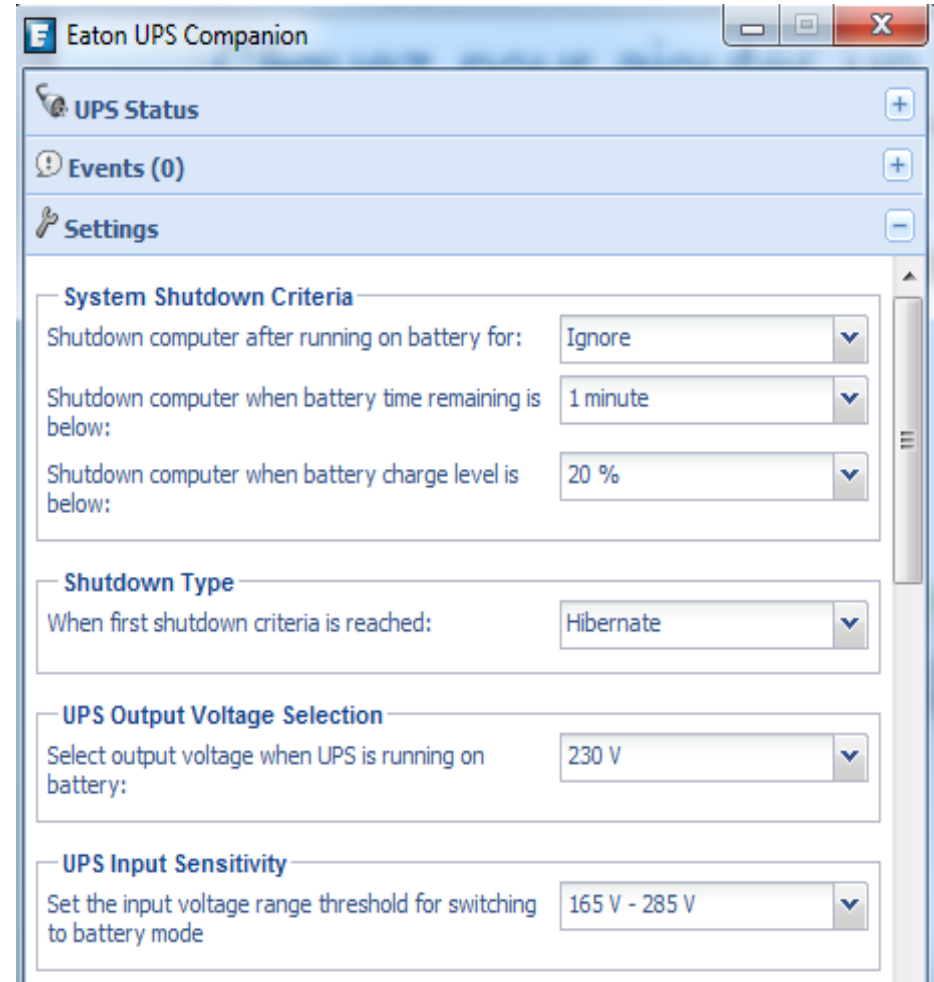 Eaton UPS Companion
UPS Status
Events (0)
Settings
System Shutdown Criteria
Shutdown computer after running on battery for:
Ignore
Shutdown computer when battery time remaining is
below:
1 minute
Shutdown computer when battery charge level is
below:
20 %
Shutdown Type
When first shutdown criteria is reached:
Hibernate
UPS Output Voltage Selection
Select output voltage when UPS is running on
battery:
230 V
UPS Input Sensitivity
Set the input voltage range threshold for switching
to battery mode
165 V - 285 V